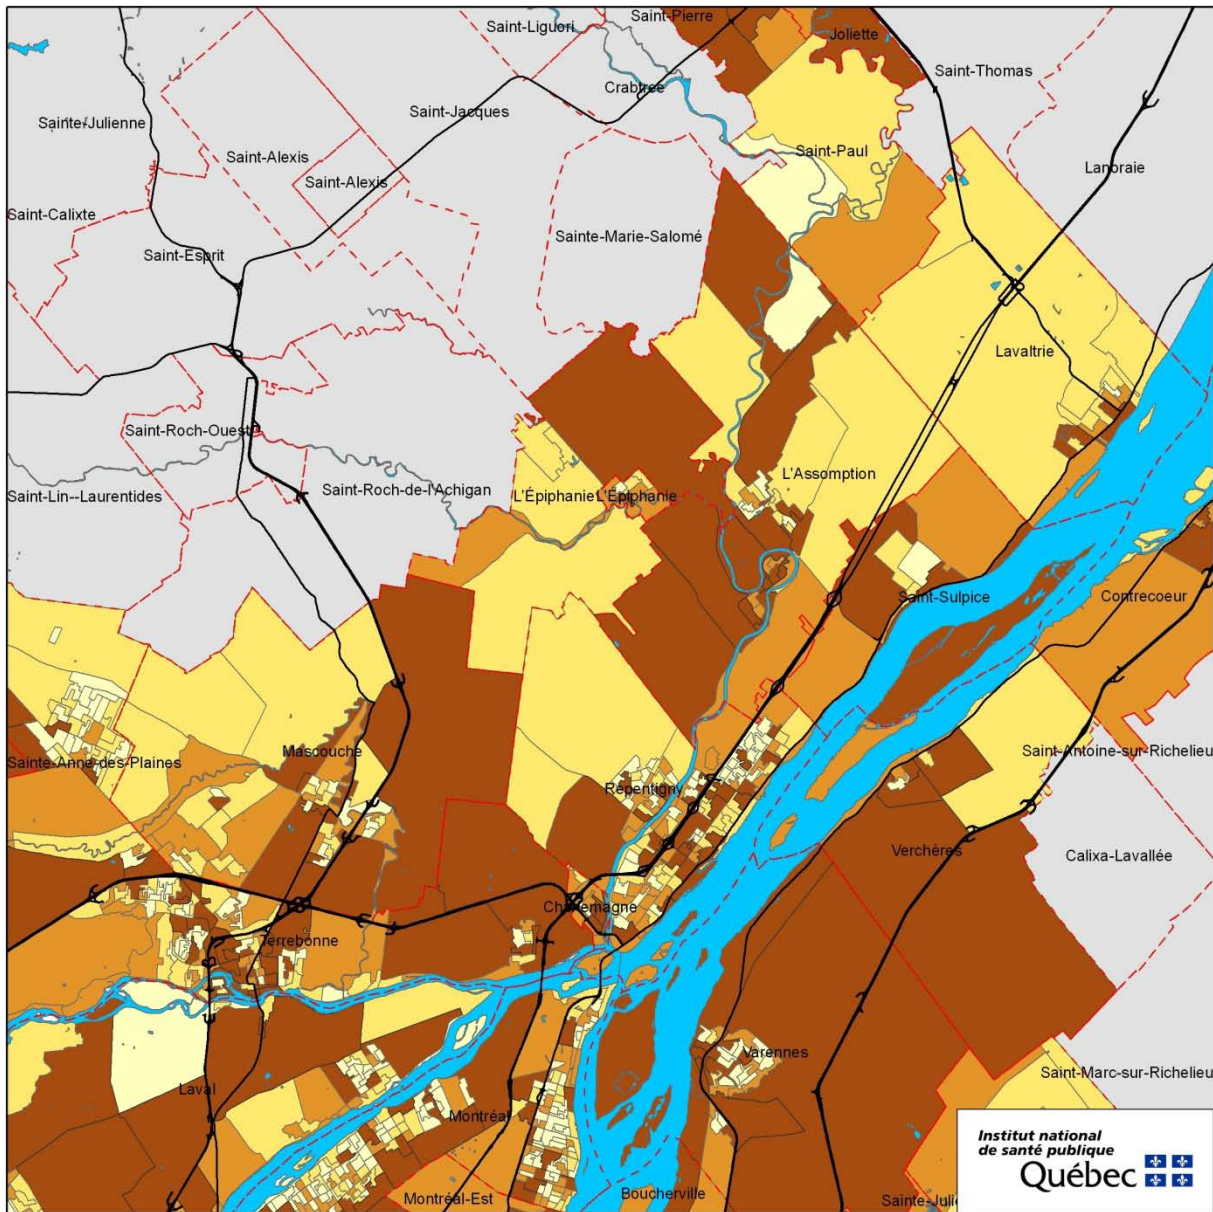 Saint-Pierre
Saint-Liguori
Joliette
Saint-Thomas
Crabtree
Saint-Jacques
Sainte-Julienne
Saint-Alexis
Saint-Paul
Lanoraie
Saint-Alexis
Saint-Calixte
Sainte-Marie-Salomé
Saint-Esprit
Lavaltrie
Saint-Roch-Ouest
L'Assomption
Saint-Lin--Laurentides
Saint-Roch-de-l'Achigan
L'Épiphanie
L'Épiphanie
Saint-Sulpice
Contrecoeur
Mascouche
Saint-Antoine-sur-Richelieu
Sainte-Anne-des-Plaines
Repentigny
Verchères
Calixa-Lavallée
Charlemagne
Terrebonne
Varennes
Saint-Marc-sur-Richelieu
Laval
Montréal
Montréal-Est
Boucherville
Institut national
de santé publique
Québec